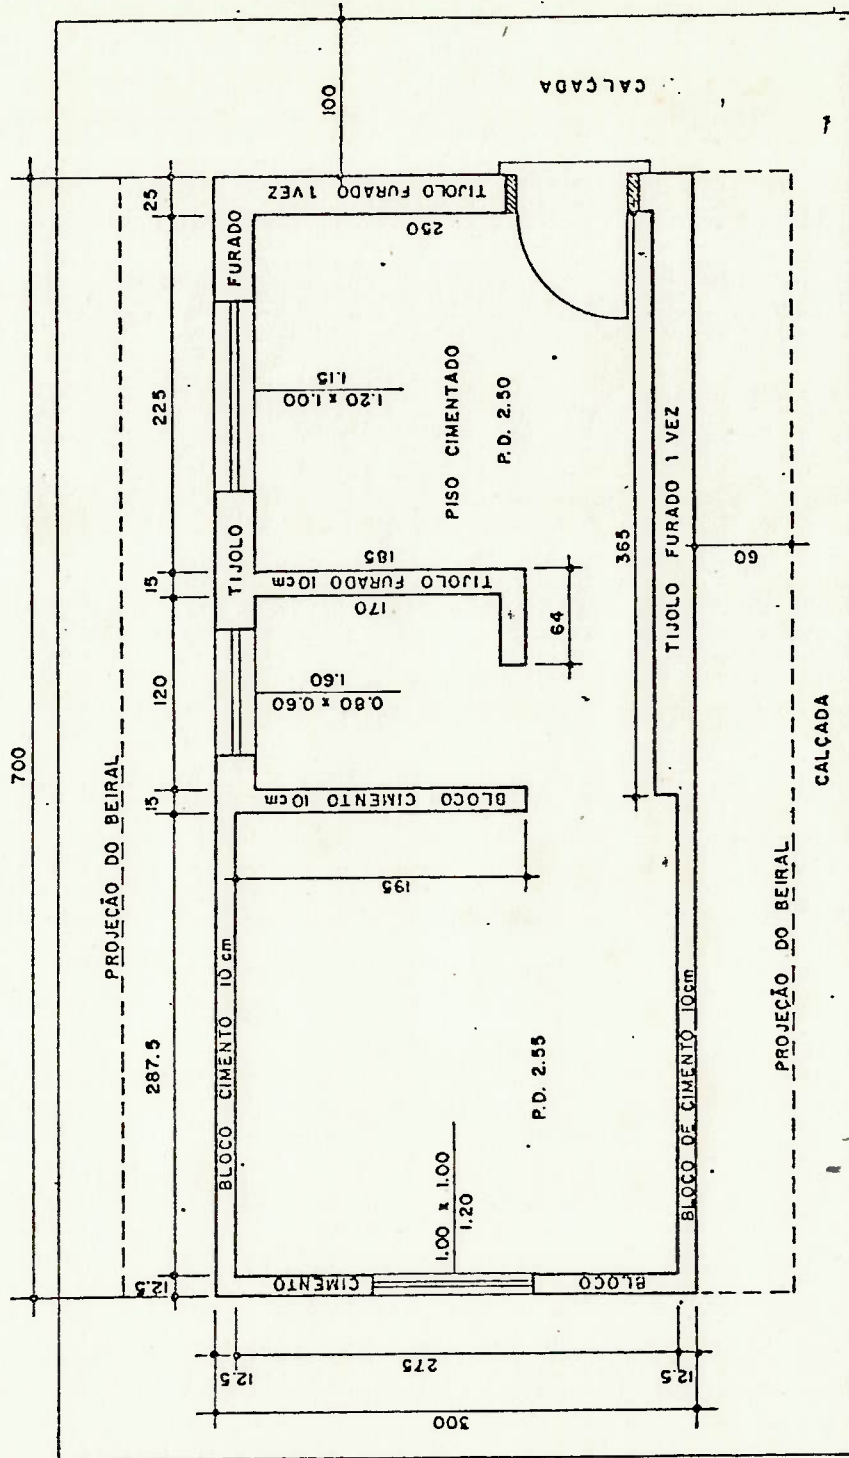 CALÇADA
100
700
25
225
15
120
15
287.5
12.5
PROJEÇÃO DO BEIRAL
TIJOLO FURADO 1 VEZ
250
FURADO
1.20 x 1.00
1.15
PISO CIMENTADO
P.D. 2.50
TIJOLO
185
TIJOLO FURADO 10cm
170
64
365
TIJOLO FURADO 1 VEZ
60
0.80 x 0.60
1.60
BLOCO CIMENTO 10cm
195
CALÇADA
PROJEÇÃO DO BEIRAL
BLOCO CIMENTO 10 cm
P.D. 2.55
1.00 x 1.00
1.20
BLOCO DE CIMENTO 10cm
BLOCO CIMENTO
12.5
275
12.5
300